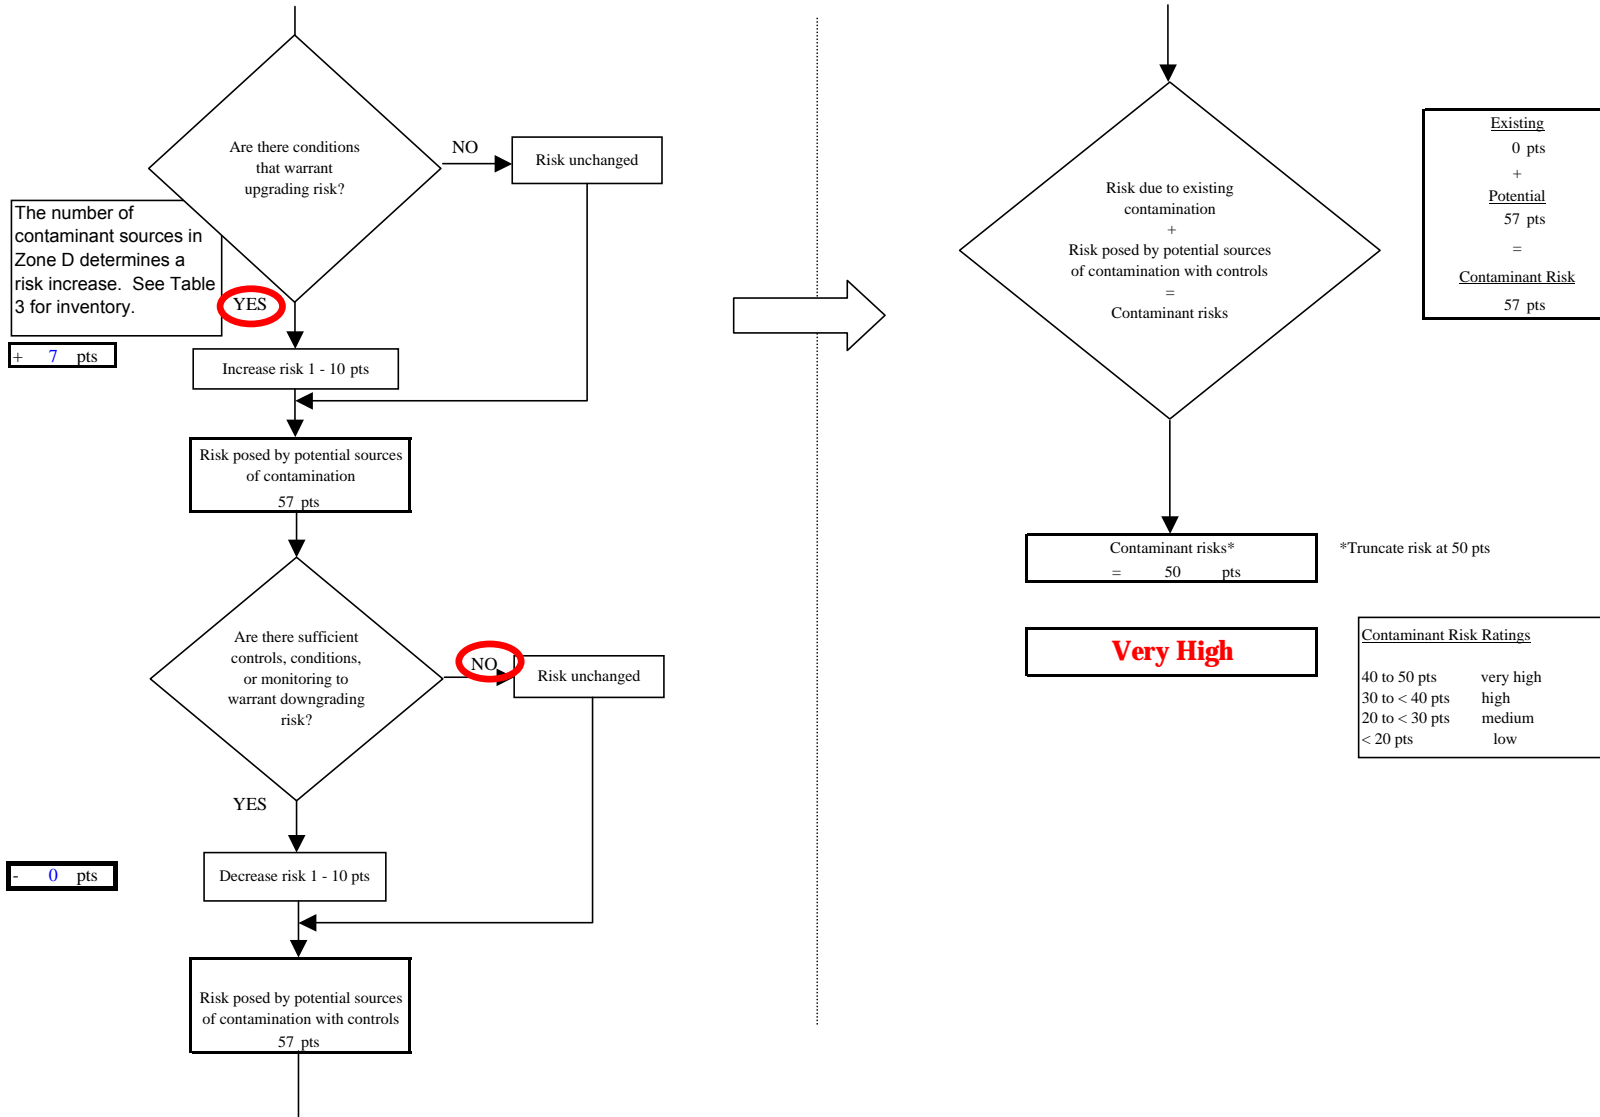 Are there conditions
that warrant
upgrading risk?
NO
Risk unchanged
The number of
contaminant sources in
Zone D determines a
risk increase. See Table
3 for inventory.
YES
+ 7 pts
Increase risk 1 - 10 pts
Risk posed by potential sources
of contamination
57 pts
Are there sufficient
controls, conditions,
or monitoring to
warrant downgrading
risk?
NO
Risk unchanged
YES
- 0 pts
Decrease risk 1 - 10 pts
Risk posed by potential sources
of contamination with controls
57 pts
Risk due to existing
contamination
+
Risk posed by potential sources
of contamination with controls
=
Contaminant risks
Existing
0 pts
+
Potential
57 pts
=
Contaminant Risk
57 pts
Contaminant risks*
= 50 pts
*Truncate risk at 50 pts
Very High
Contaminant Risk Ratings
40 to 50 pts very high
30 to < 40 pts high
20 to < 30 pts medium
< 20 pts low